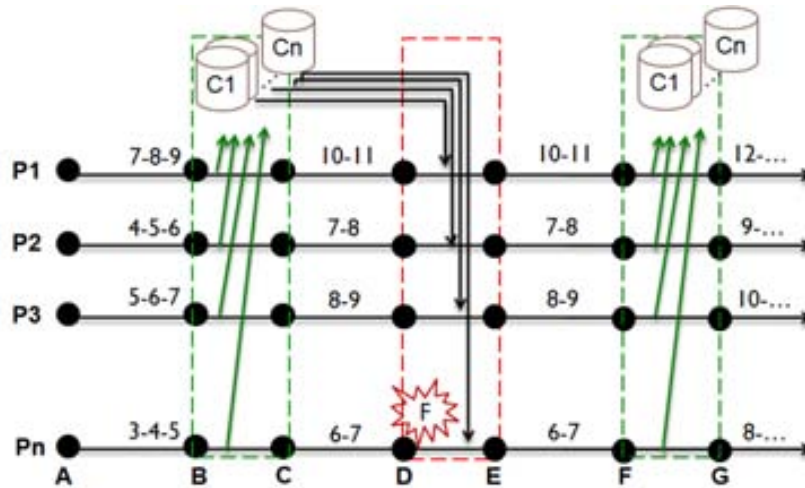 Cn Cn
C1 C1
P1 7-8-9 10-11 10-11 12-...
P2 4-5-6 7-8 7-8 9-...
P3 5-6-7 8-9 8-9 10-...
F
Pn 3-4-5 6-7 6-7 8-...
A B C D E F G